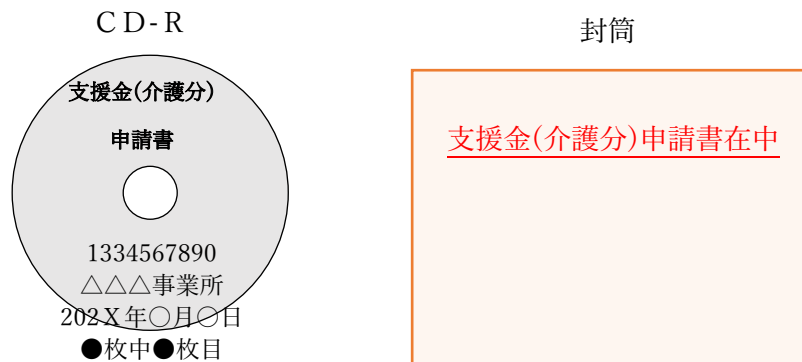 ＣＤ-Ｒ
支援金(介護分)
申請書
1334567890
△△△事業所
202Ｘ年○月○日
●枚中●枚目
封筒
支援金(介護分)申請書在中